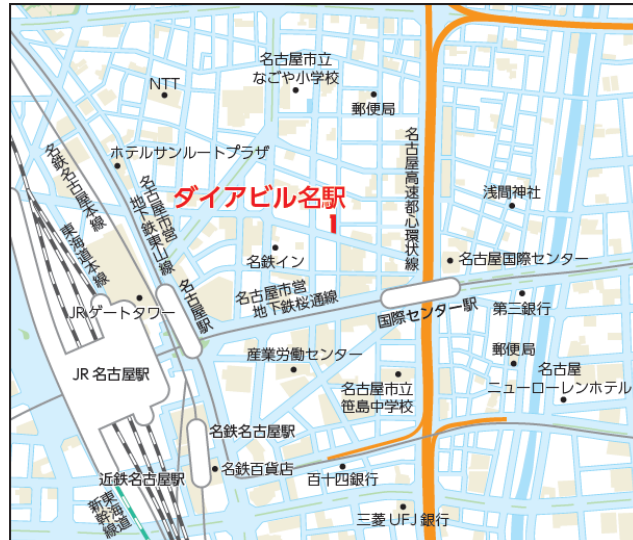 名古屋市立
なごや小学校
NTT
郵便局
ホテルサンルートプラザ
名鉄名古屋本線
東海道本線
名古屋市営
地下鉄東山線
ダイアビル名駅
名古屋高速都心環状線
浅間神社
名鉄イン
名古屋国際センター
名古屋駅
名古屋市営
地下鉄桜通線
JRゲートタワー
国際センター駅
第三銀行
産業労働センター
郵便局
JR名古屋駅
名古屋市立
笹島中学校
名古屋
ニューローレンホテル
名鉄名古屋駅
近鉄名古屋駅
名鉄百貨店
百十四銀行
東海道
新幹線
三菱UFJ銀行